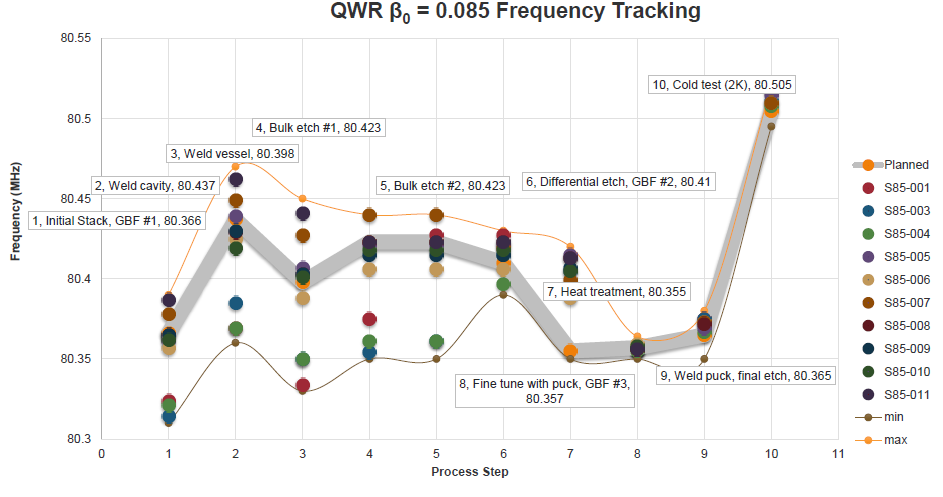 QWR β0 = 0.085 Frequency Tracking
80.55
80.5
80.45
80.4
80.35
80.3
Frequency (MHz)
10, Cold test (2K), 80.505
4, Bulk etch #1, 80.423
3, Weld vessel, 80.398
2, Weld cavity, 80.437
5, Bulk etch #2, 80.423
6, Differential etch, GBF #2, 80.41
1, Initial Stack, GBF #1, 80.366
7, Heat treatment, 80.355
9, Weld puck, final etch, 80.365
8, Fine tune with puck, GBF #3,
80.357
0 1 2 3 4 5 6 7 8 9 10 11
Process Step
Planned
S85-001
S85-003
S85-004
S85-005
S85-006
S85-007
S85-008
S85-009
S85-010
S85-011
min
max